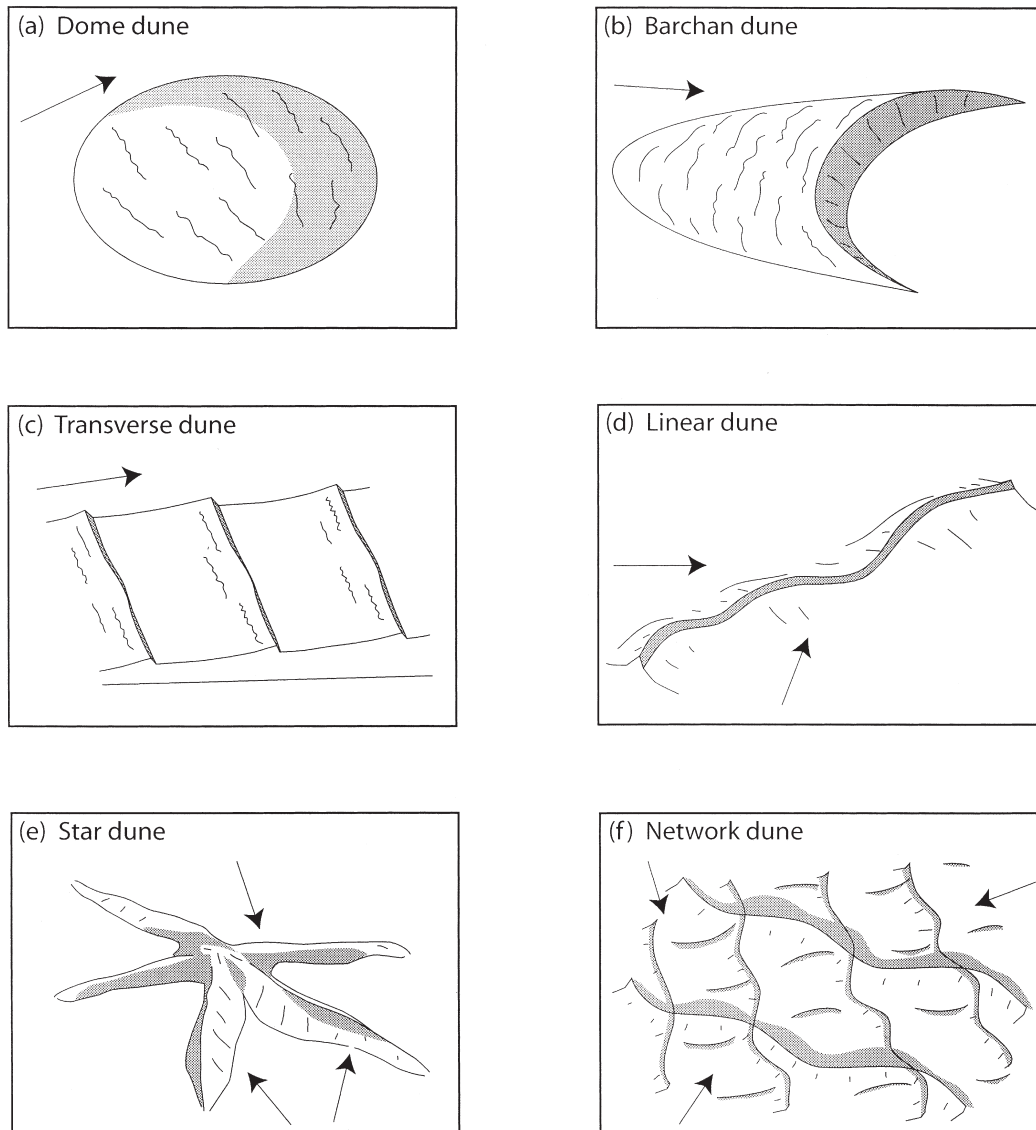 (a) Dome dune
(b) Barchan dune
(c) Transverse dune
(d) Linear dune
(e) Star dune
(f) Network dune